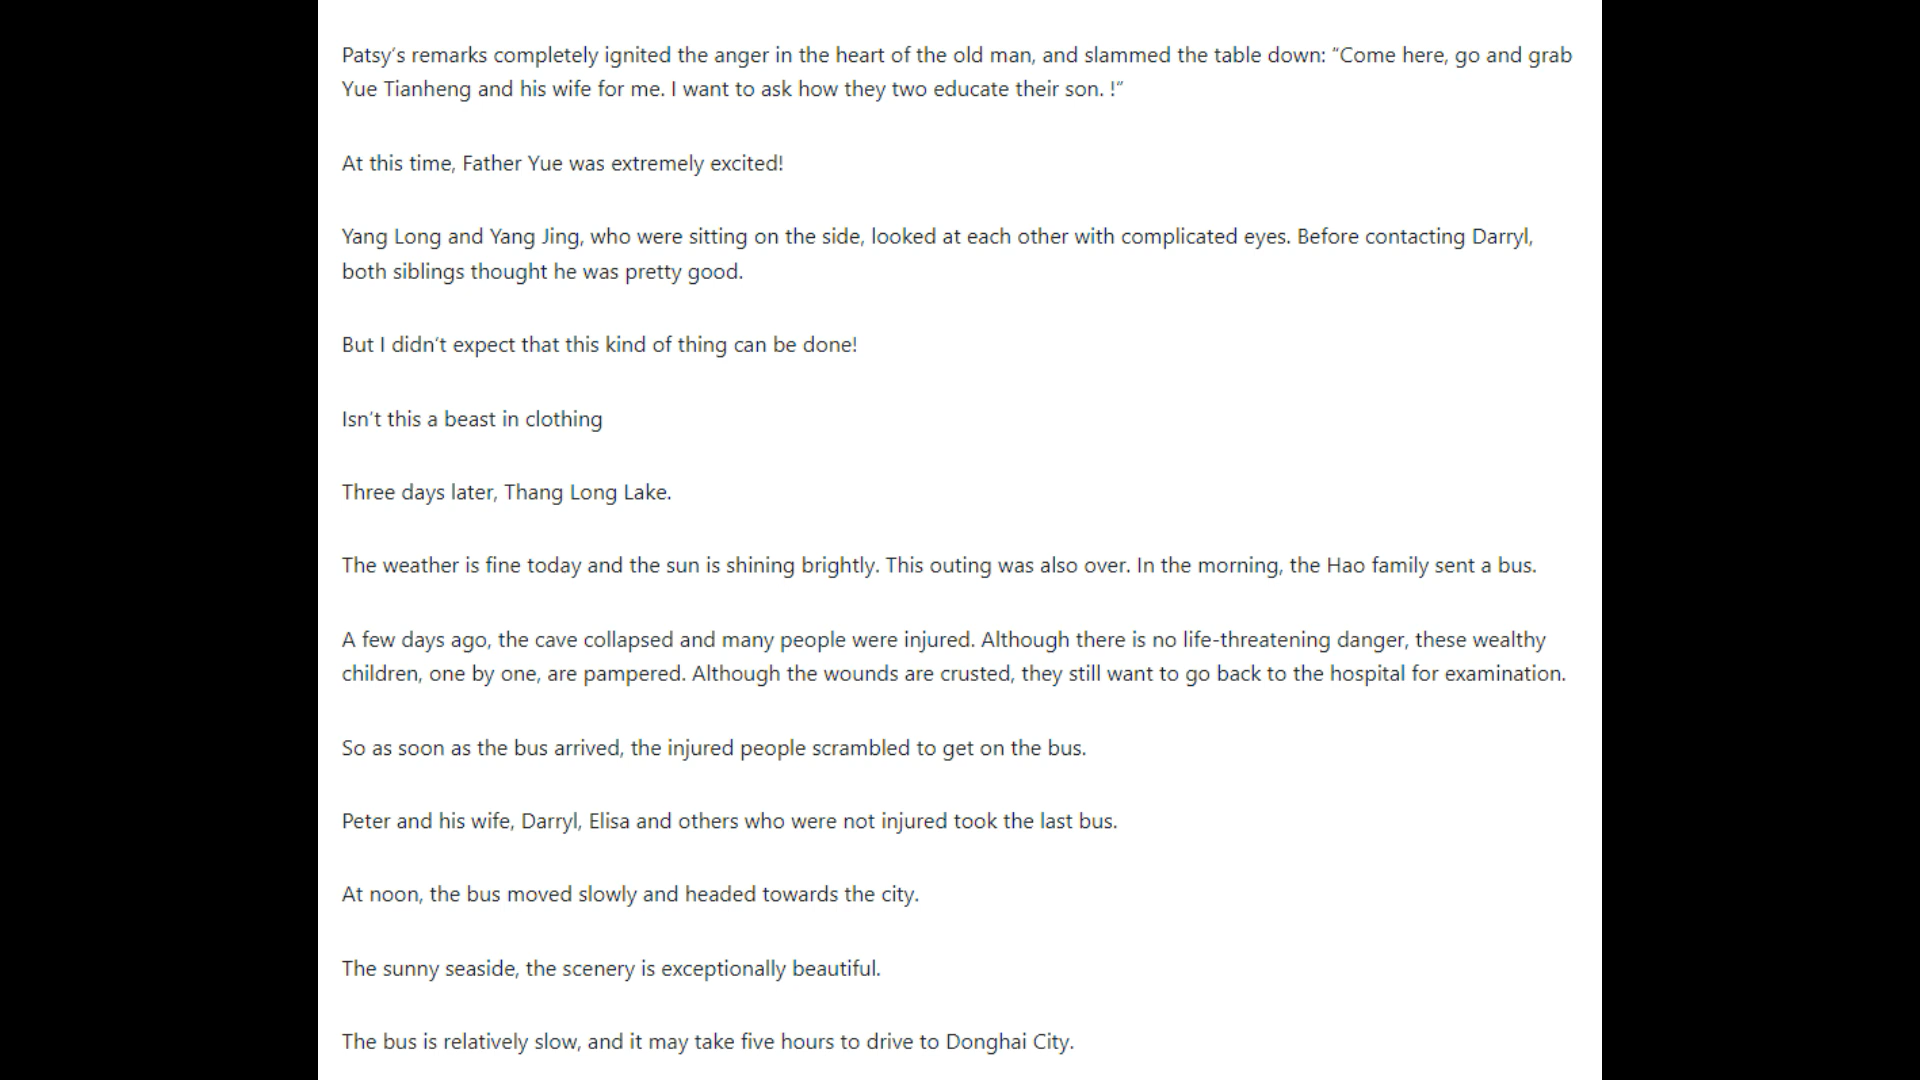 Patsy’s remarks completely ignited the anger in the heart of the old man, and slammed the table down: “Come here, go and grab
Yue Tianheng and his wife for me. I want to ask how they two educate their son. !”
At this time, Father Yue was extremely excited!
Yang Long and Yang Jing, who were sitting on the side, looked at each other with complicated eyes. Before contacting Darryl,
both siblings thought he was pretty good.
But I didn’t expect that this kind of thing can be done!
Isn’t this a beast in clothing
Three days later, Thang Long Lake.
The weather is fine today and the sun is shining brightly. This outing was also over. In the morning, the Hao family sent a bus.
A few days ago, the cave collapsed and many people were injured. Although there is no life-threatening danger, these wealthy
children, one by one, are pampered. Although the wounds are crusted, they still want to go back to the hospital for examination.
So as soon as the bus arrived, the injured people scrambled to get on the bus.
Peter and his wife, Darryl, Elisa and others who were not injured took the last bus.
At noon, the bus moved slowly and headed towards the city.
The sunny seaside, the scenery is exceptionally beautiful.
The bus is relatively slow, and it may take five hours to drive to Donghai City.